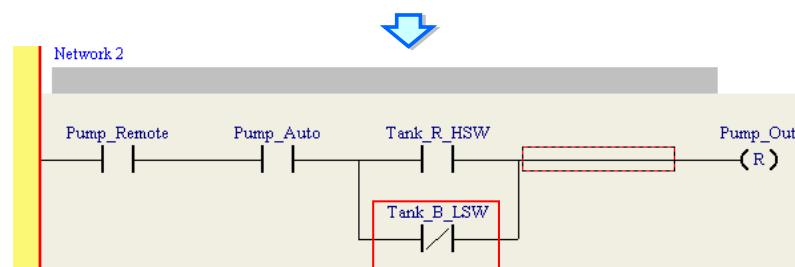 Network 2
Pump_Remote Pump_Auto Tank_R_HSW Pump_Out
R
Tank_B_LSW